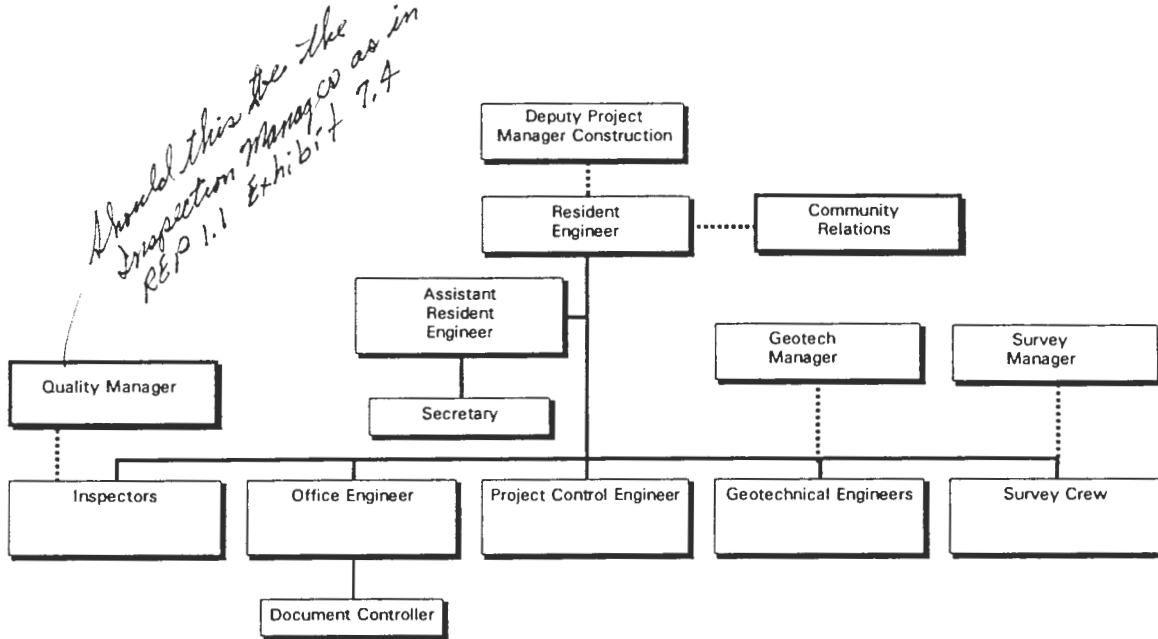 Should this be the
Inspection Manager as in
REP 1.1 Exhibit 7.4
Deputy Project
Manager Construction
Resident
Engineer
Community
Relations
Assistant
Resident
Engineer
Geotech
Manager
Survey
Manager
Quality Manager
Secretary
Inspectors
Office Engineer
Project Control Engineer
Geotechnical Engineers
Survey Crew
Document Controller